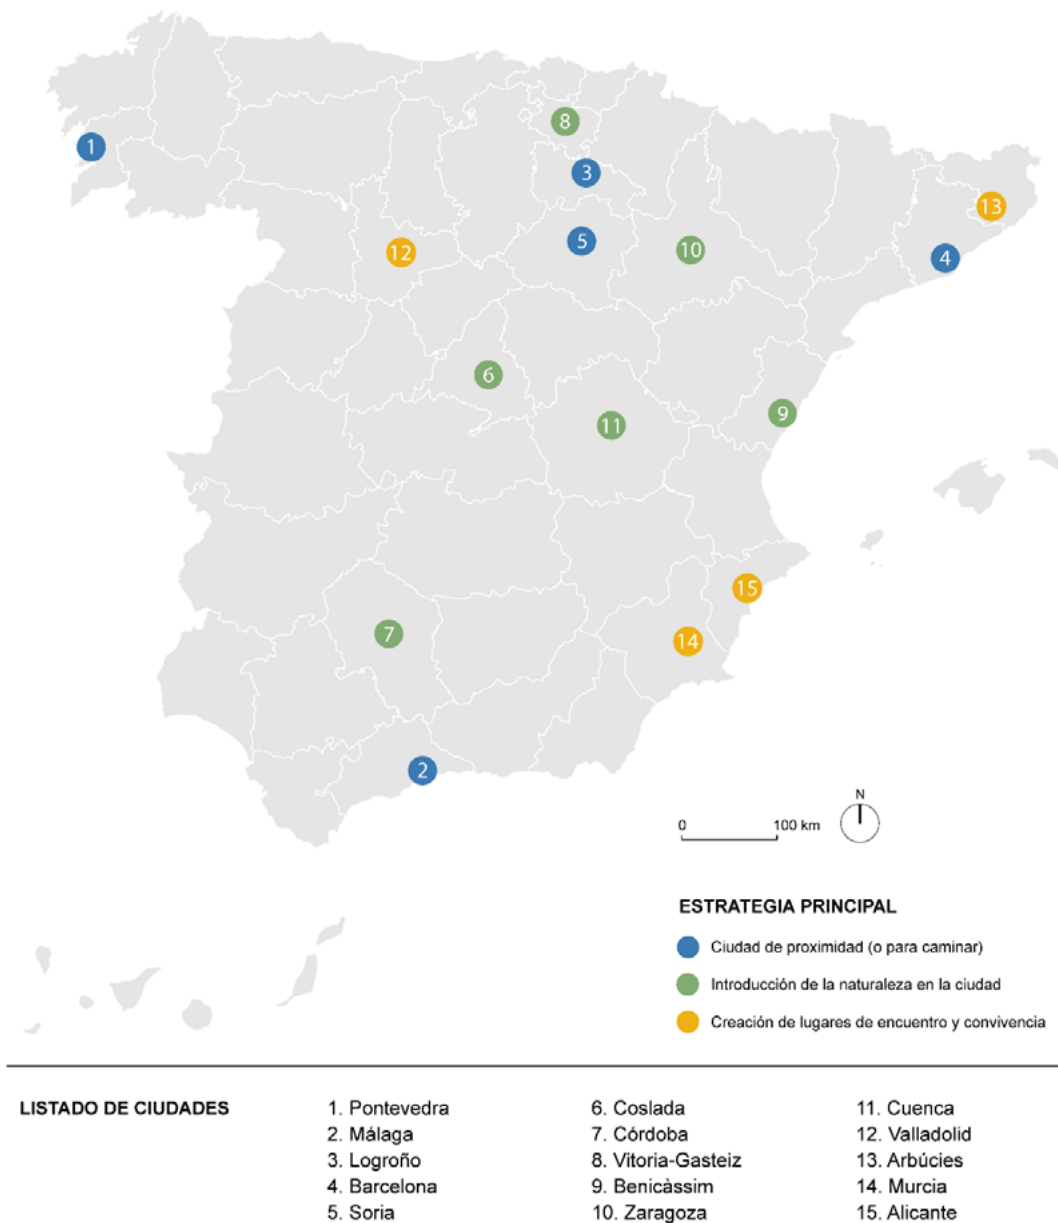 8
1
3
13
5
10
12
4
6
9
11
15
7
14
2
N
0 100 km
ESTRATEGIA PRINCIPAL
Ciudad de proximidad (o para caminar)
Introducción de la naturaleza en la ciudad
Creación de lugares de encuentro y convivencia
LISTADO DE CIUDADES
1. Pontevedra
2. Málaga
3. Logroño
4. Barcelona
5. Soria
6. Coslada
7. Córdoba
8. Vitoria-Gasteiz
9. Benicàssim
10. Zaragoza
11. Cuenca
12. Valladolid
13. Arbúcies
14. Murcia
15. Alicante